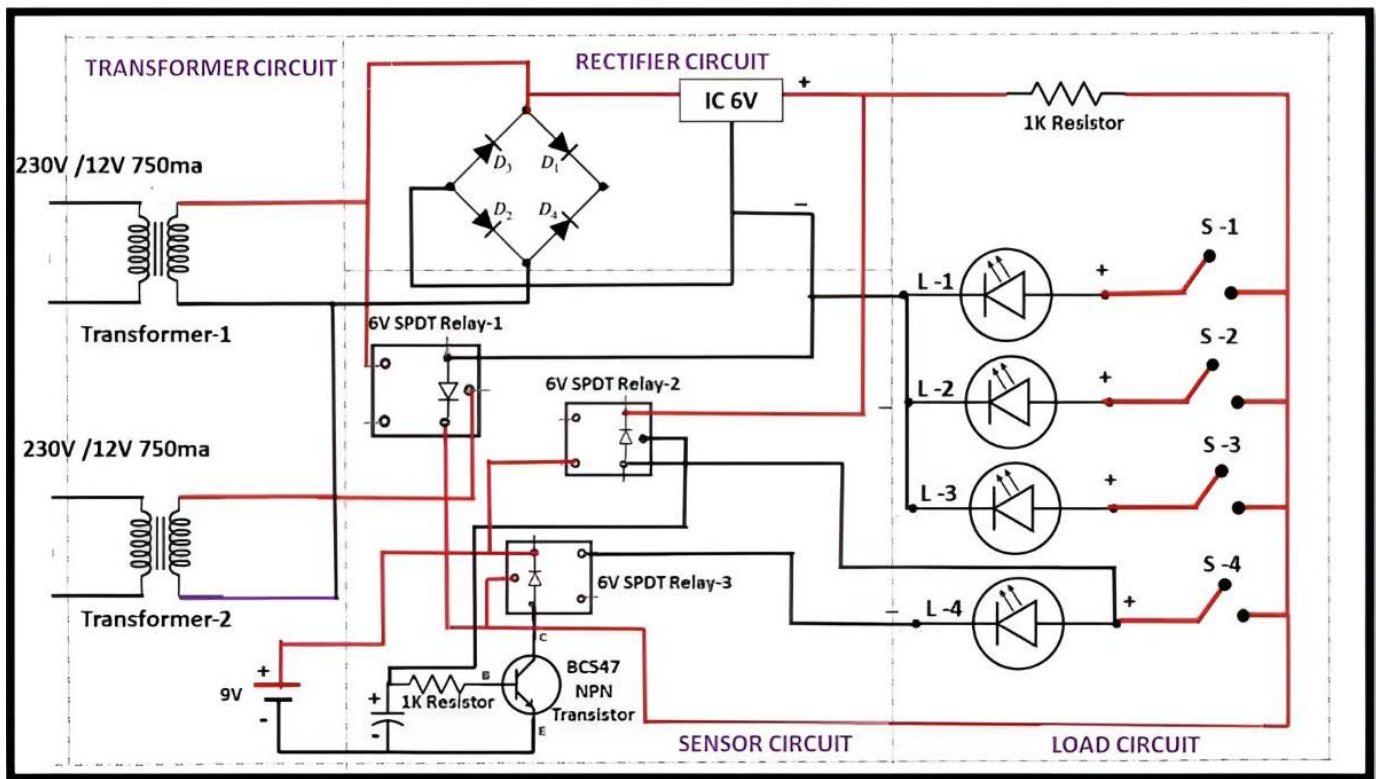 TRANSFORMER CIRCUIT
RECTIFIER CIRCUIT
IC 6V
+
1K Resistor
230V /12V 750ma
D3
D1
D2
D4
−
S -1
L -1
+
Transformer-1
6V SPDT Relay-1
S -2
6V SPDT Relay-2
L -2
+
−
230V /12V 750ma
S -3
L -3
+
6V SPDT Relay-3
S -4
−
L -4
+
Transformer-2
C
BCS47
NPN
Transistor
B
1K Resistor
E
+
9V
-
+
-
SENSOR CIRCUIT
LOAD CIRCUIT